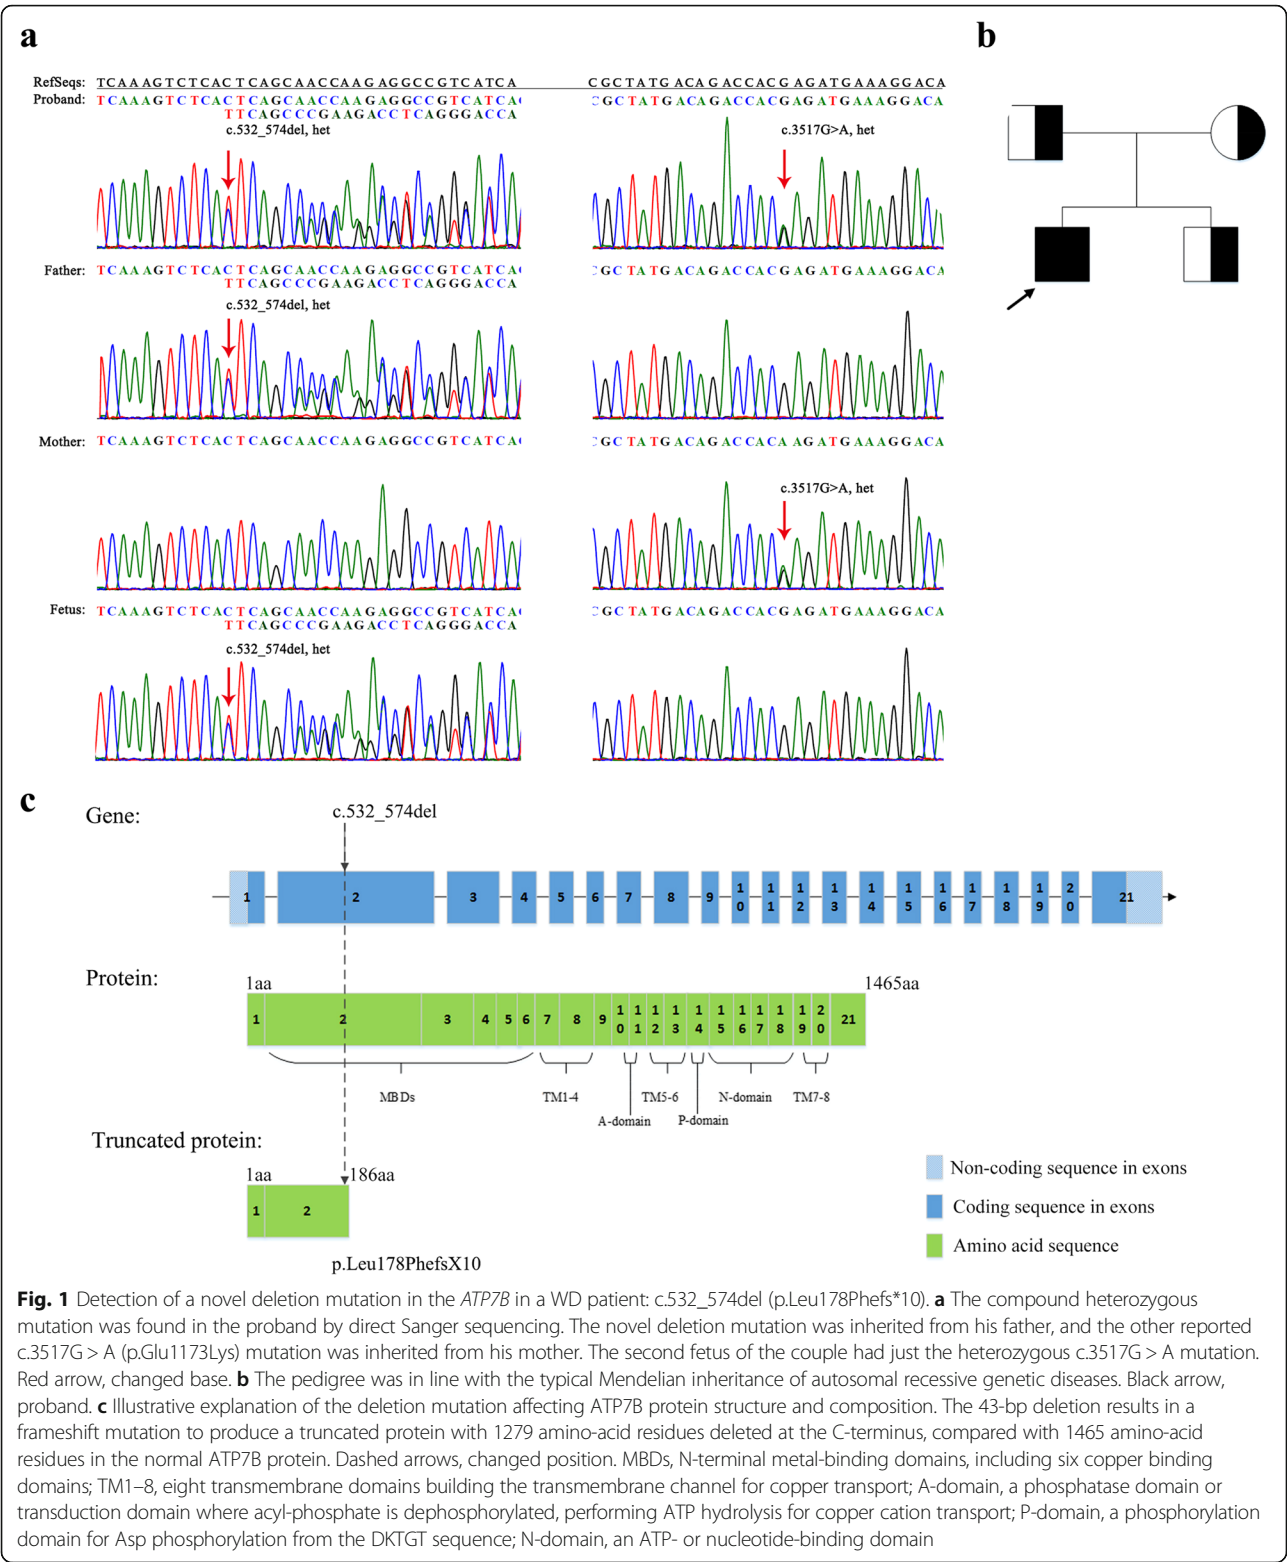 a
b
RefSeqs: TCAAAGTCTCACTCAGCAACCAAGAGGCCGTCATCA CGCTATGACAGACCACGAGATGAAAGGACA
Proband: TCAAAGTCTCACTCAGCAACCAAGAGGCCGTCATCA CGCTATGACAGACCACGAGATGAAAGGACA
TTCAGCCCGAAGACCTCAGGGACCA
c.532_574del, het c.3517G>A, het
Father: TCAAAGTCTCACTCAGCAACCAAGAGGCCGTCATCA CGCTATGACAGACCACGAGATGAAAGGACA
TTCAGCCCGAAGACCTCAGGGACCA
c.532_574del, het
Mother: TCAAAGTCTCACTCAGCAACCAAGAGGCCGTCATCA CGCTATGACAGACCACAAGATGAAAGGACA
c.3517G>A, het
Fetus: TCAAAGTCTCACTCAGCAACCAAGAGGCCGTCATCA CGCTATGACAGACCACGAGATGAAAGGACA
TTCAGCCCGAAGACCTCAGGGACCA
c.532_574del, het
c
Gene:
c.532_574del
1 2 3 4 5 6 7 8 9 10 11 12 13 14 15 16 17 18 19 20 21
Protein:
1aa 1465aa
1 2 3 4 5 6 7 8 9 10 11 12 13 14 15 16 17 18 19 20 21
MBDs TM1-4 TM5-6 N-domain TM7-8
A-domain P-domain
Truncated protein:
1aa 186aa
1 2
p.Leu178PhefsX10
Non-coding sequence in exons
Coding sequence in exons
Amino acid sequence
Fig. 1 Detection of a novel deletion mutation in the ATP7B in a WD patient: c.532_574del (p.Leu178Phefs*10). a The compound heterozygous
mutation was found in the proband by direct Sanger sequencing. The novel deletion mutation was inherited from his father, and the other reported
c.3517G > A (p.Glu1173Lys) mutation was inherited from his mother. The second fetus of the couple had just the heterozygous c.3517G > A mutation.
Red arrow, changed base. b The pedigree was in line with the typical Mendelian inheritance of autosomal recessive genetic diseases. Black arrow,
proband. c Illustrative explanation of the deletion mutation affecting ATP7B protein structure and composition. The 43-bp deletion results in a
frameshift mutation to produce a truncated protein with 1279 amino-acid residues deleted at the C-terminus, compared with 1465 amino-acid
residues in the normal ATP7B protein. Dashed arrows, changed position. MBDs, N-terminal metal-binding domains, including six copper binding
domains; TM1–8, eight transmembrane domains building the transmembrane channel for copper transport; A-domain, a phosphatase domain or
transduction domain where acyl-phosphate is dephosphorylated, performing ATP hydrolysis for copper cation transport; P-domain, a phosphorylation
domain for Asp phosphorylation from the DKTGT sequence; N-domain, an ATP- or nucleotide-binding domain